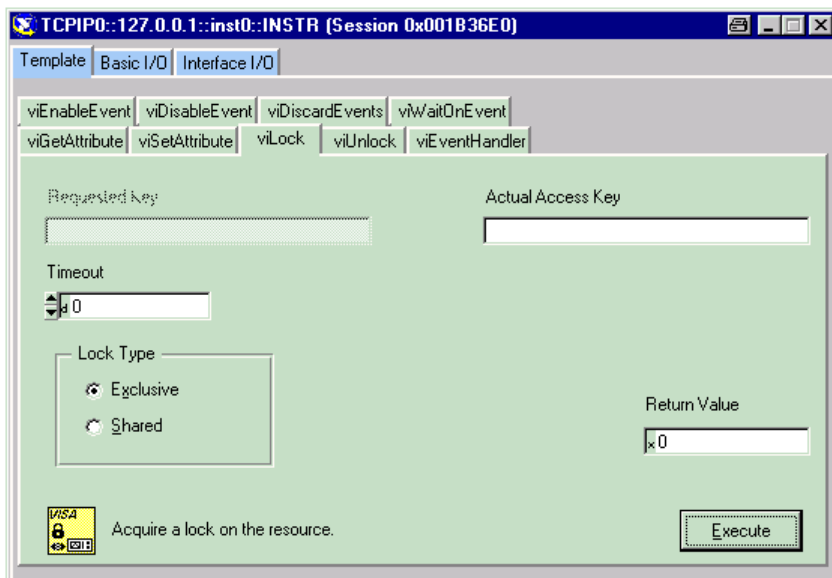 TCPIP0::127.0.0.1::inst0::INSTR (Session 0x001B36E0)
Template Basic I/O Interface I/O
viEnableEvent viDisableEvent viDiscardEvents viWaitOnEvent
viGetAttribute viSetAttribute viLock viUnlock viEventHandler
Requested Key Actual Access Key
Timeout
d 0
Lock Type
Exclusive
Shared
Return Value
x 0
VISA
Acquire a lock on the resource.
Execute